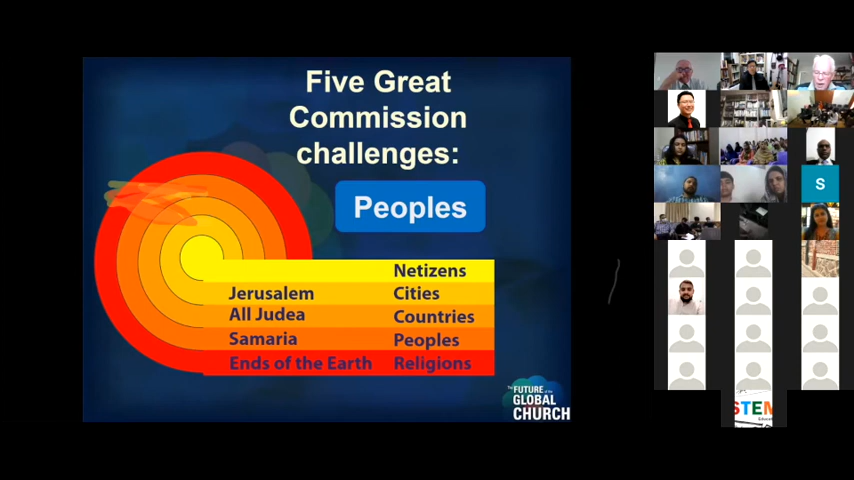 Five Great
Commission
challenges:
Peoples
Netizens
Jerusalem Cities
All Judea Countries
Samaria Peoples
Ends of the Earth Religions
The FUTURE of the
GLOBAL
CHURCH
S
STEM